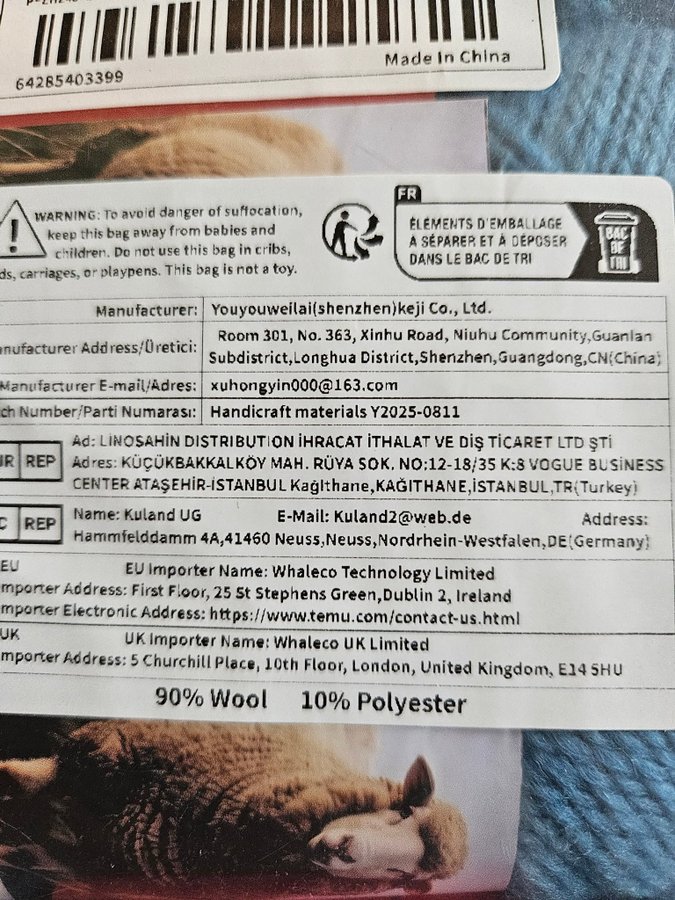 64285403399
Made In China
WARNING: To avoid danger of suffocation,
keep this bag away from babies and
children. Do not use this bag in cribs,
ds, carriages, or playpens. This bag is not a toy.
FR
ÉLÉMENTS D'EMBALLAGE
À SÉPARER ET À DÉPOSER
DANS LE BAC DE TRI
BAC
DE
TRI
Manufacturer: Youyouweilai(shenzhen)keji Co., Ltd.
anufacturer Address/Üretici: Room 301, No. 363, Xinhu Road, Niuhu Community,Guanlan
Subdistrict,Longhua District,Shenzhen,Guangdong,CN(China)
Manufacturer E-mail/Adres: xuhongyin000@163.com
ch Number/Parti Numarası: Handicraft materials Y2025-0811
REP
Ad: LINOSAHIN DISTRIBUTION İHRACAT İTHALAT VE DİŞ TİCARET LTD ŞTİ
Adres: KÜÇÜKBAKKALKÖY MAH. RÜYA SOK. NO:12-18/35 K:8 VOGUE BUSİNESS
CENTER ATAŞEHİR-İSTANBUL Kağıthane,KAĞITHANE,İSTANBUL,TR(Turkey)
C REP
Name: Kuland UG E-Mail: Kuland2@web.de Address:
Hammfelddamm 4A,41460 Neuss,Neuss,Nordrhein-Westfalen,DE(Germany)
EU EU Importer Name: Whaleco Technology Limited
mporter Address: First Floor, 25 St Stephens Green,Dublin 2, Ireland
mporter Electronic Address: https://www.temu.com/contact-us.html
UK UK Importer Name: Whaleco UK Limited
mporter Address: 5 Churchill Place, 10th Floor, London, United Kingdom, E14 5HU
90% Wool 10% Polyester